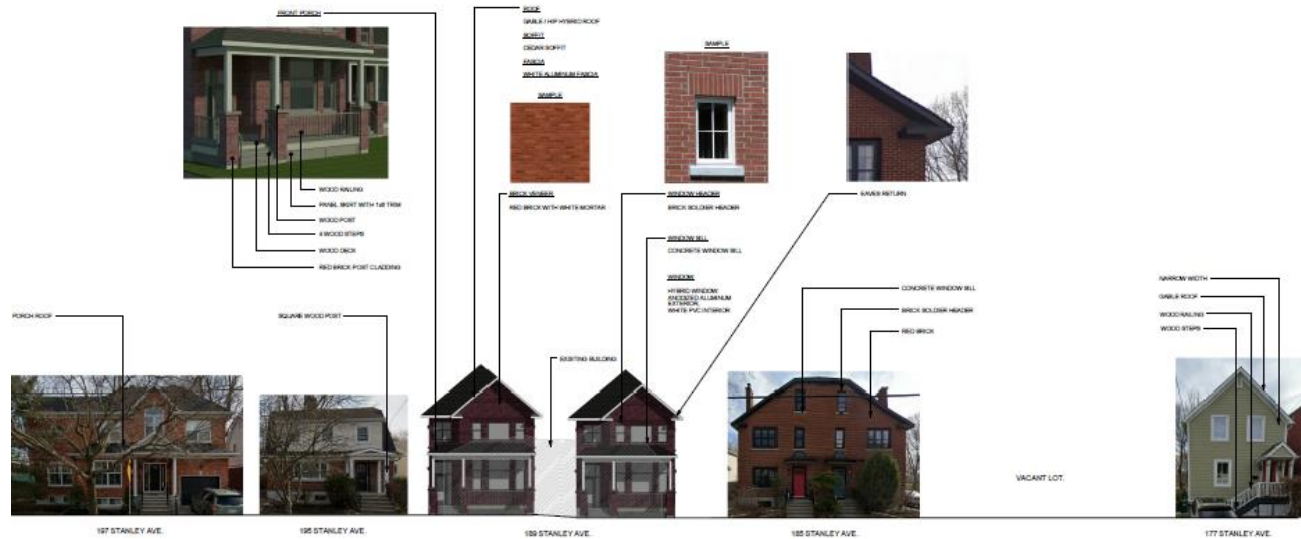 FRONT PORCH
ROOF
GABLE / HIP HYBRID ROOF
SOFFIT
CEDAR SOFFIT
FASCIA
WHITE ALUMINUM FASCIA
SAMPLE
SAMPLE
WOOD RAILING
PANEL SKIRT WITH 1x6 TRIM
WOOD POST
4 WOOD STEPS
WOOD DECK
RED BRICK POST CLADDING
BRICK VENEER
RED BRICK WITH WHITE MORTAR
WINDOW HEADER
BRICK SOLDIER HEADER
WINDOW SILL
CONCRETE WINDOW SILL
WINDOW
HYBRID WINDOW:
ANODIZED ALUMINUM
EXTERIOR,
WHITE PVC INTERIOR
EAVES RETURN
PORCH ROOF
SQUARE WOOD POST
EXISTING BUILDING
CONCRETE WINDOW SILL
BRICK SOLDIER HEADER
RED BRICK
NARROW WIDTH
GABLE ROOF
WOOD RAILING
WOOD STEPS
VACANT LOT.
197 STANLEY AVE.
195 STANLEY AVE.
189 STANLEY AVE.
185 STANLEY AVE.
177 STANLEY AVE.